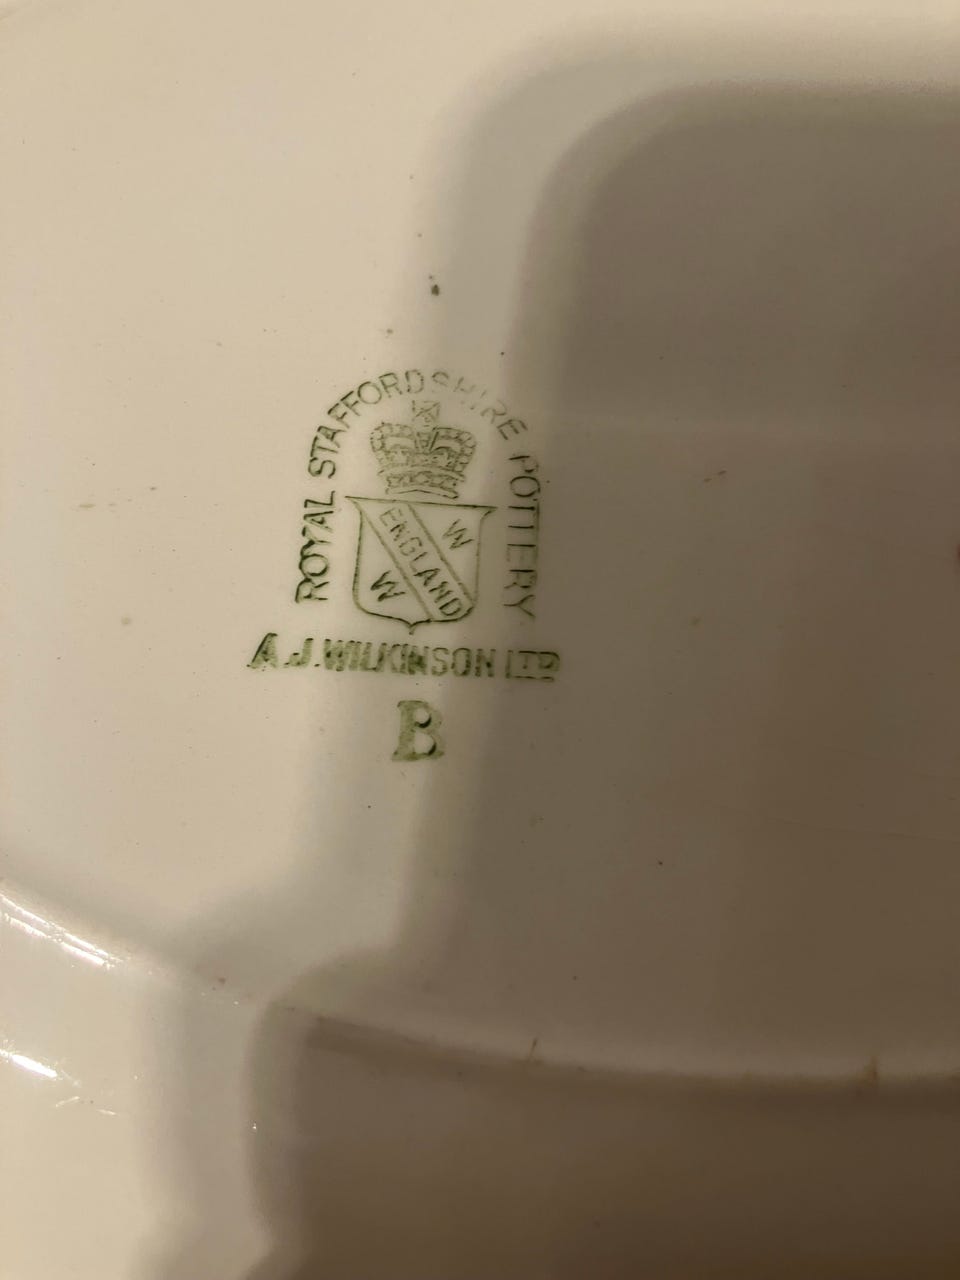 ROYAL STAFFORDSHIRE POTTERY
W
ENGLAND
W
A.J. WILKINSON LTD
B